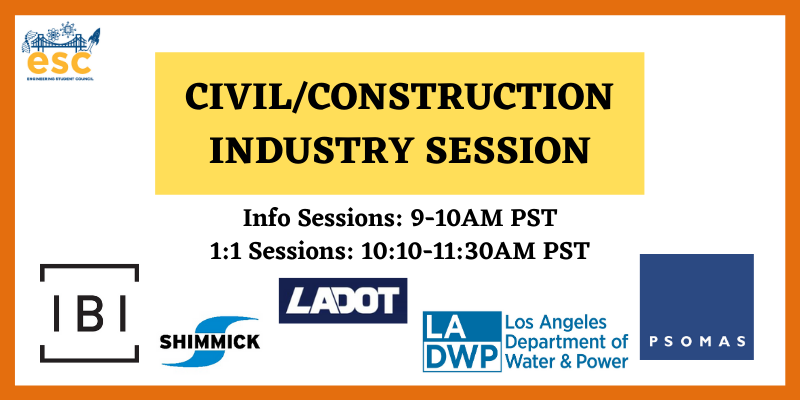 esc
ENGINEERING STUDENT COUNCIL
CIVIL/CONSTRUCTION
INDUSTRY SESSION
Info Sessions: 9-10AM PST
1:1 Sessions: 10:10-11:30AM PST
IBI
SHIMMICK
LADOT
LA
DWP
Los Angeles
Department of
Water & Power
PSOMAS